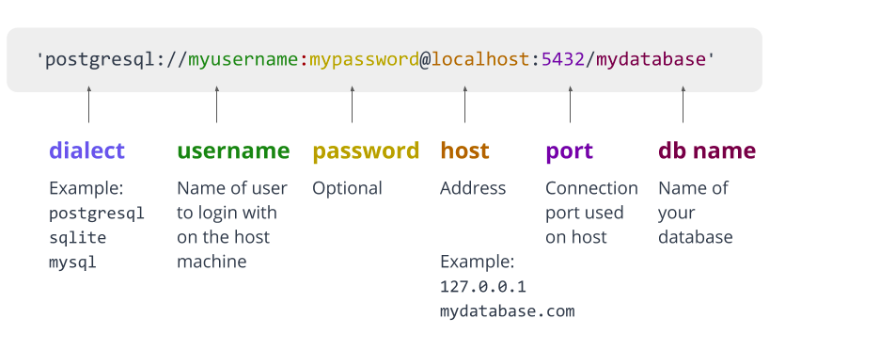 'postgresql://myusername:mypassword@localhost:5432/mydatabase'
dialect
Example:
postgresql
sqlite
mysql
username
Name of user
to login with
on the host
machine
password
Optional
host
Address
Example:
127.0.0.1
mydatabase.com
port
Connection
port used
on host
db name
Name of
your
database